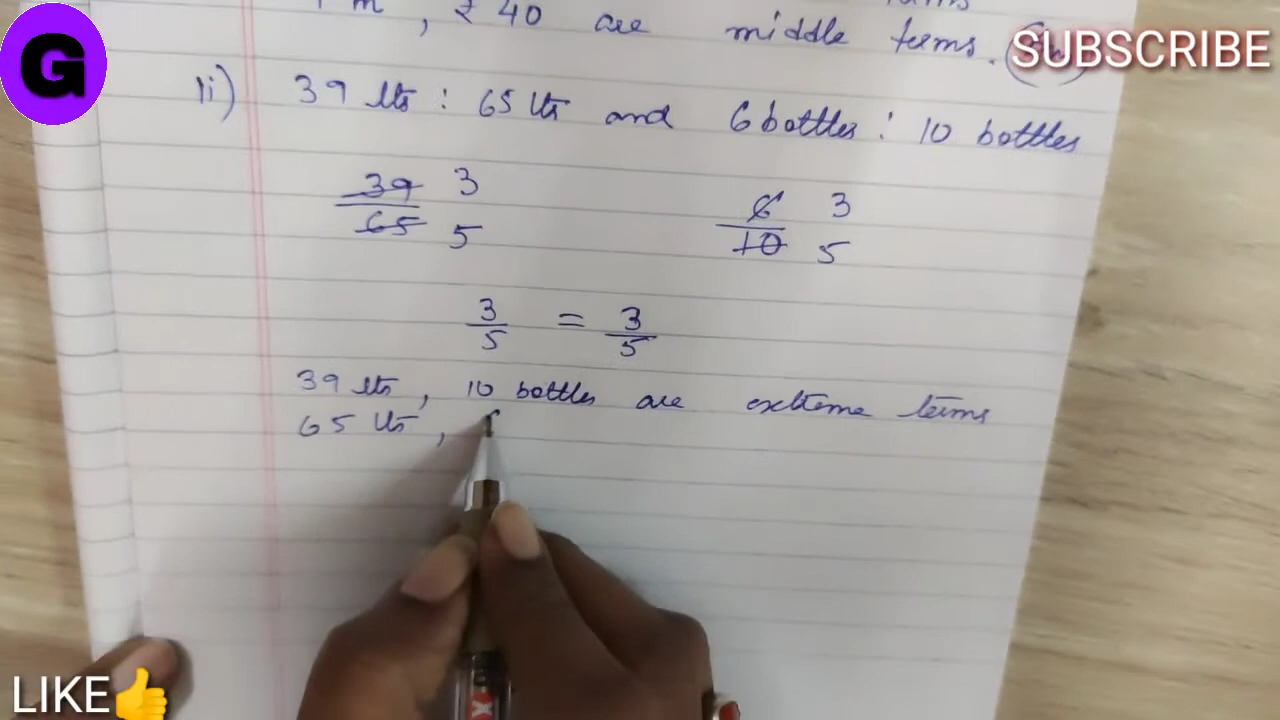 m, ₹ 40 are middle terms.
SUBSCRIBE
G
ii) 39 lts : 65 lts and 6 bottles : 10 bottles
39 3 6 3
65 5 10 5
3 = 3
5 5
39 lts, 10 bottles are extreme terms
65 lts,
LIKE👍